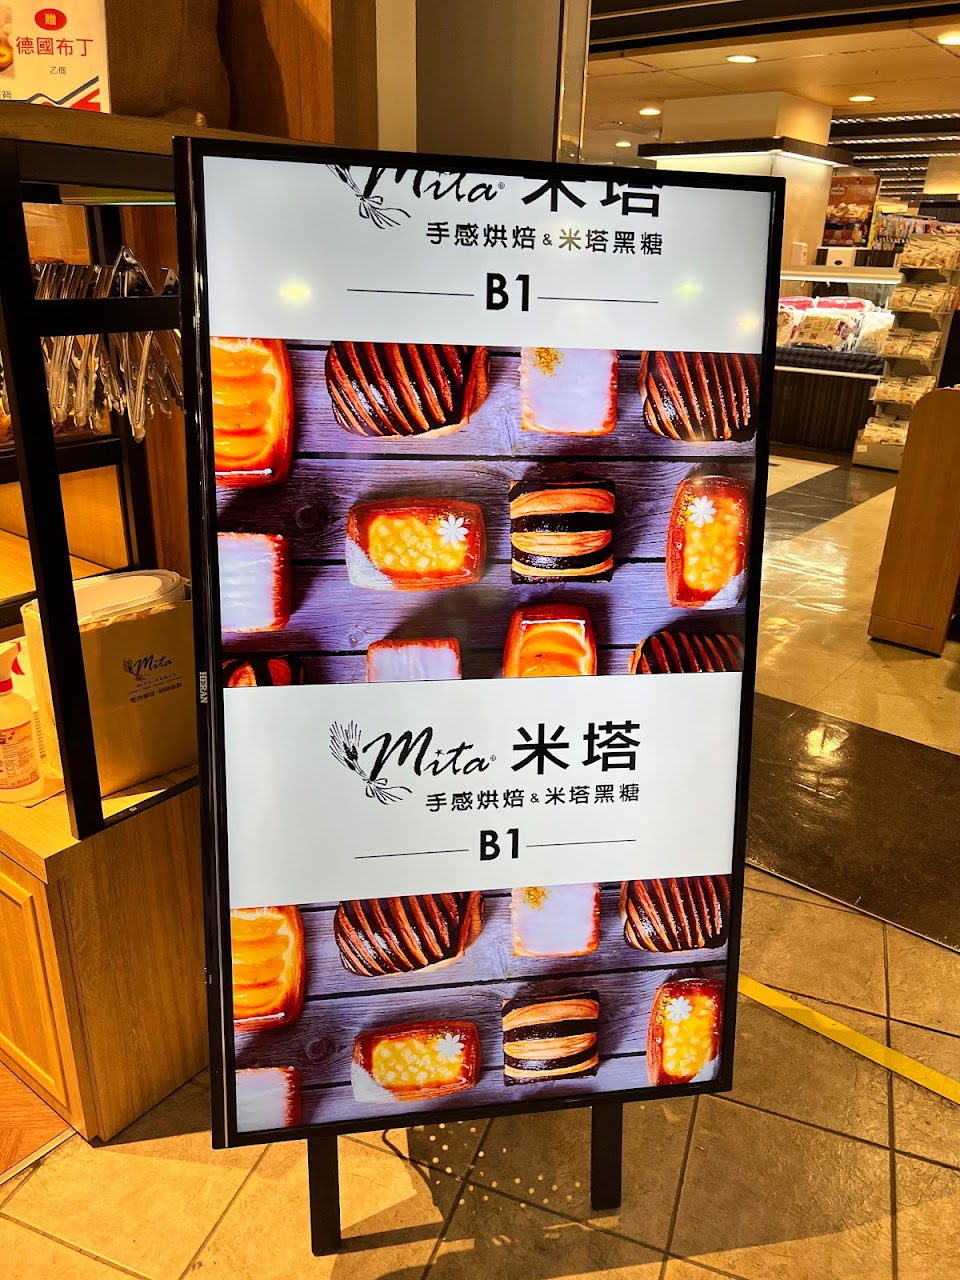 贈
德國布丁
乙個
Mita® 米塔
手感烘焙 & 米塔黑糖
B1
HERAN
Mita
Mita® 米塔
手感烘焙 & 米塔黑糖
B1